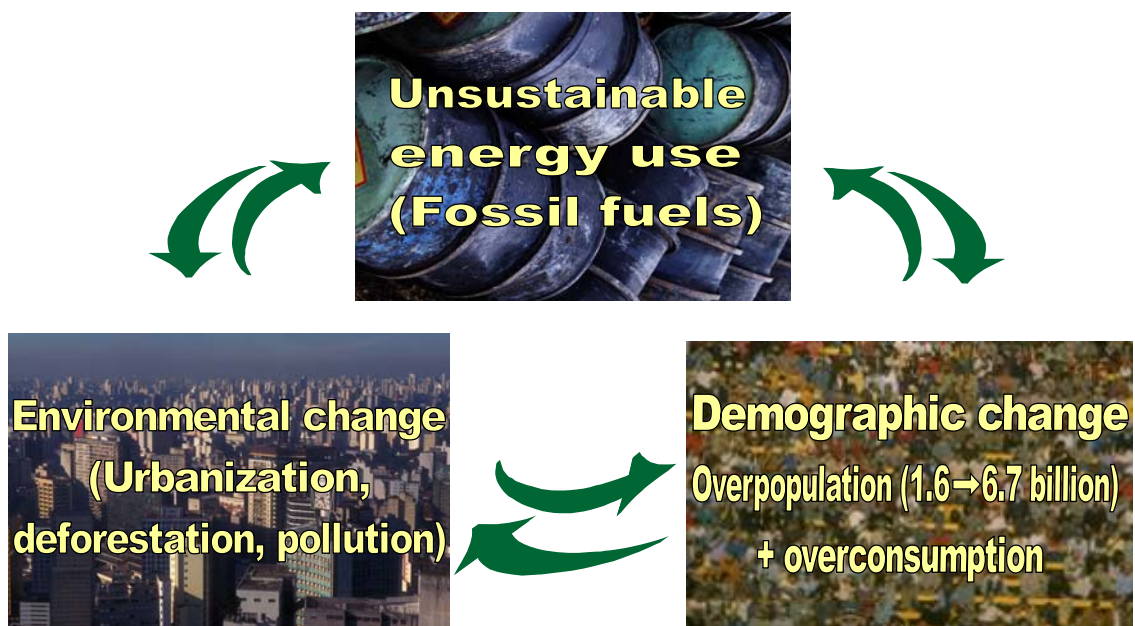 Unsustainable
energy use
(Fossil fuels)
Environmental change
(Urbanization,
deforestation, pollution)
Demographic change
Overpopulation (1.6→6.7 billion)
+ overconsumption